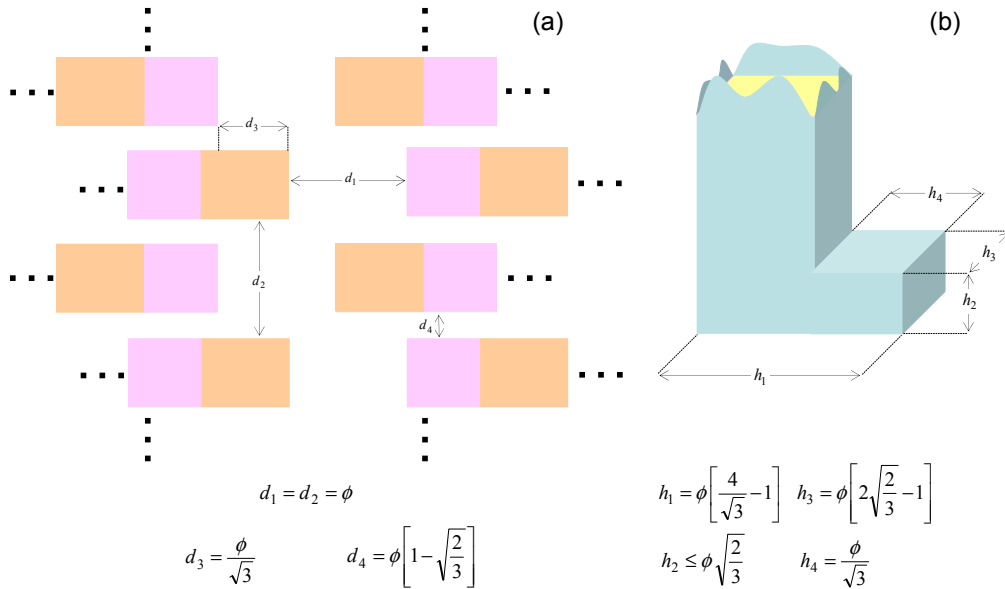 (a)
(b)
d₃
d₁
d₂
d₄
h₄
h₃
h₂
h₁
d₁ = d₂ = ϕ
d₃ = ϕ/√3
d₄ = ϕ[1 − √(2/3)]
h₁ = ϕ[4/√3 − 1]
h₃ = ϕ[2√(2/3) − 1]
h₂ ≤ ϕ√(2/3)
h₄ = ϕ/√3